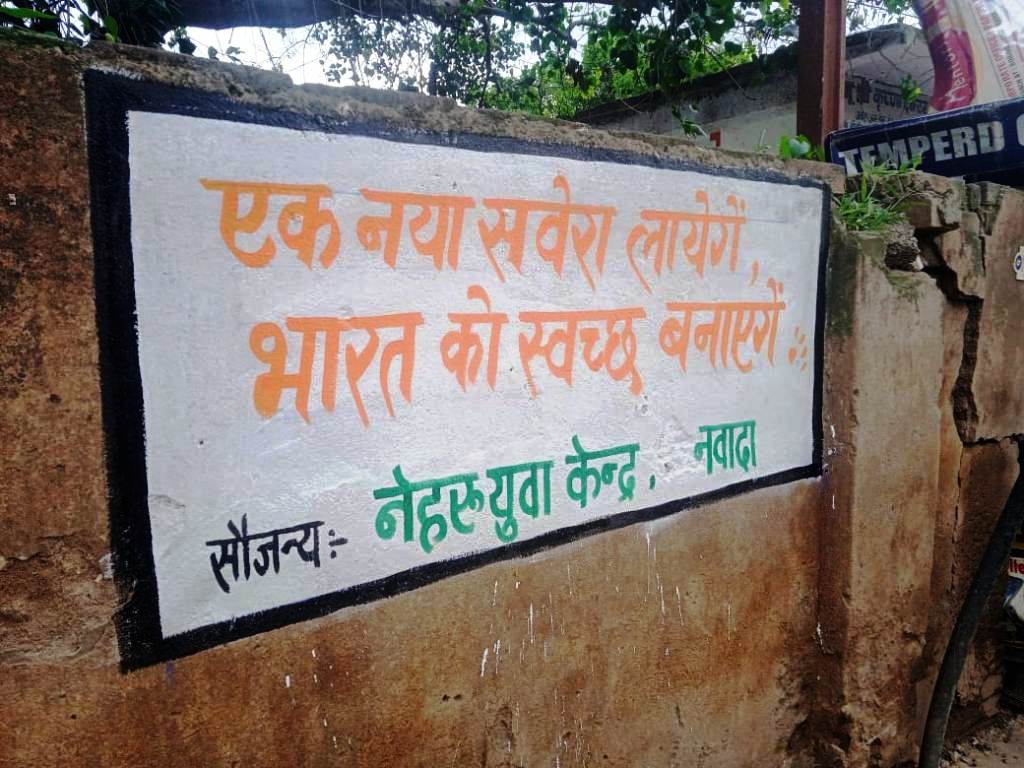 एक नया सवेरा लायेगें,
भारत को स्वच्छ बनाएगें
सौजन्य:- नेहरू युवा केन्द्र, नवादा
TEMPERD